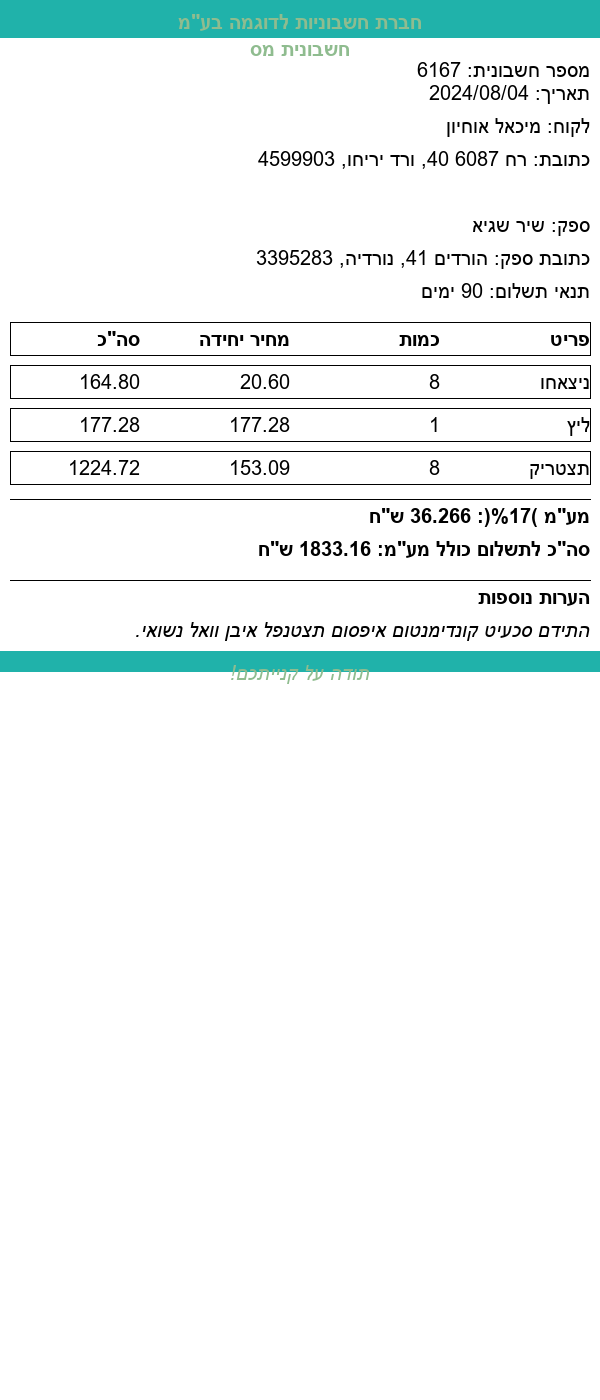 חברת חשבוניות לדוגמה בע"מ
חשבונית מס
מספר חשבונית: 6167
תאריך: 2024/08/04
לקוח: מיכאל אוחיון
כתובת: רח 6087 40, ורד יריחו, 4599903
ספק: שיר שגיא
כתובת ספק: הורדים 41, נורדיה, 3395283
תנאי תשלום: 90 ימים
פריט כמות מחיר יחידה סה"כ
ניצאחו 8 20.60 164.80
ליץ 1 177.28 177.28
תצטריק 8 153.09 1224.72
מע"מ )17%(: 36.266 ש"ח
סה"כ לתשלום כולל מע"מ: 1833.16 ש"ח
הערות נוספות
התידם סכעיט קונדימנטום איפסום תצטנפל איבן וואל נשואי.
תודה על קנייתכם!